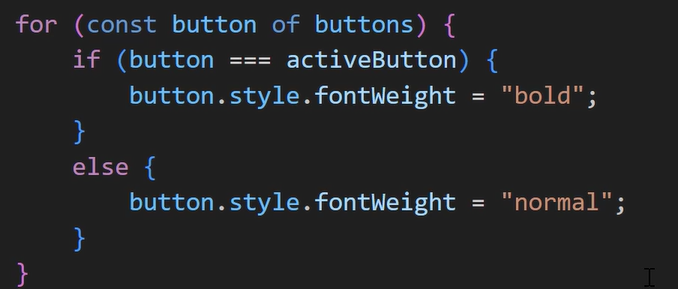 for (const button of buttons) {
    if (button === activeButton) {
        button.style.fontWeight = "bold";
    }
    else {
        button.style.fontWeight = "normal";
    }
}